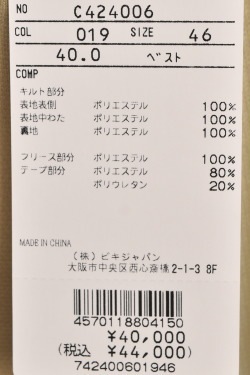 NO C424006
COL 019 SIZE 46
40.0 ベスト
COMP
キルト部分
表地表側 ポリエステル 100%
表地中わた ポリエステル 100%
裏地 ポリエステル 100%
フリース部分 ポリエステル 100%
テープ部分 ポリエステル 80%
ポリウレタン 20%
MADE IN CHINA
(株) ビキジャパン
大阪市中央区西心斎橋2-1-3 8F
4570118804150
¥40,000
(税込 ¥44,000)
742400601946